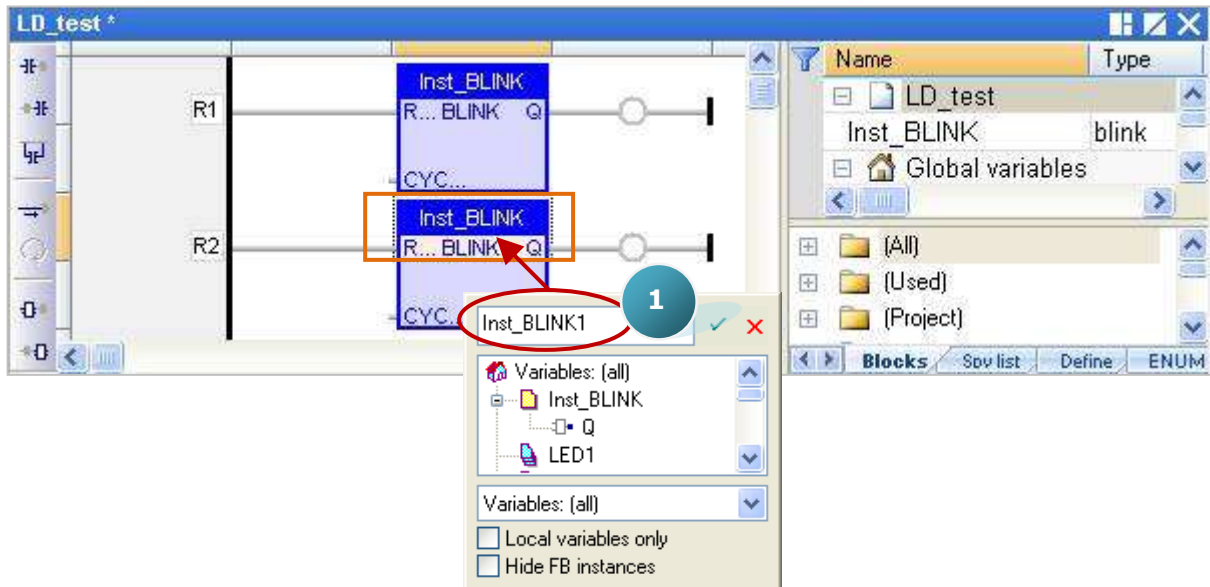 LD_test *
Name Type
LD_test
Inst_BLINK blink
Global variables
Inst_BLINK
R1 R... BLINK Q
CYC...
Inst_BLINK
R2 R... BLINK Q
CYC...
(All)
(Used)
(Project)
Blocks Spy list Define ENUM
1
Inst_BLINK1
Variables: (all)
Inst_BLINK
Q
LED1
Variables: (all)
Local variables only
Hide FB instances